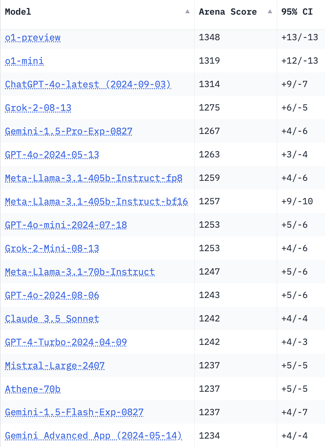 Model Arena Score 95% CI
o1-preview 1348 +13/-13
o1-mini 1319 +12/-13
ChatGPT-4o-latest (2024-09-03) 1314 +9/-7
Grok-2-08-13 1275 +6/-5
Gemini-1.5-Pro-Exp-0827 1267 +4/-6
GPT-4o-2024-05-13 1263 +3/-4
Meta-Llama-3.1-405b-Instruct-fp8 1259 +4/-6
Meta-Llama-3.1-405b-Instruct-bf16 1257 +9/-10
GPT-4o-mini-2024-07-18 1253 +5/-6
Grok-2-Mini-08-13 1253 +4/-6
Meta-Llama-3.1-70b-Instruct 1247 +5/-6
GPT-4o-2024-08-06 1243 +5/-6
Claude 3.5 Sonnet 1242 +4/-4
GPT-4-Turbo-2024-04-09 1242 +4/-3
Mistral-Large-2407 1237 +5/-5
Athene-70b 1237 +5/-5
Gemini-1.5-Flash-Exp-0827 1237 +4/-7
Gemini Advanced App (2024-05-14) 1234 +4/-4